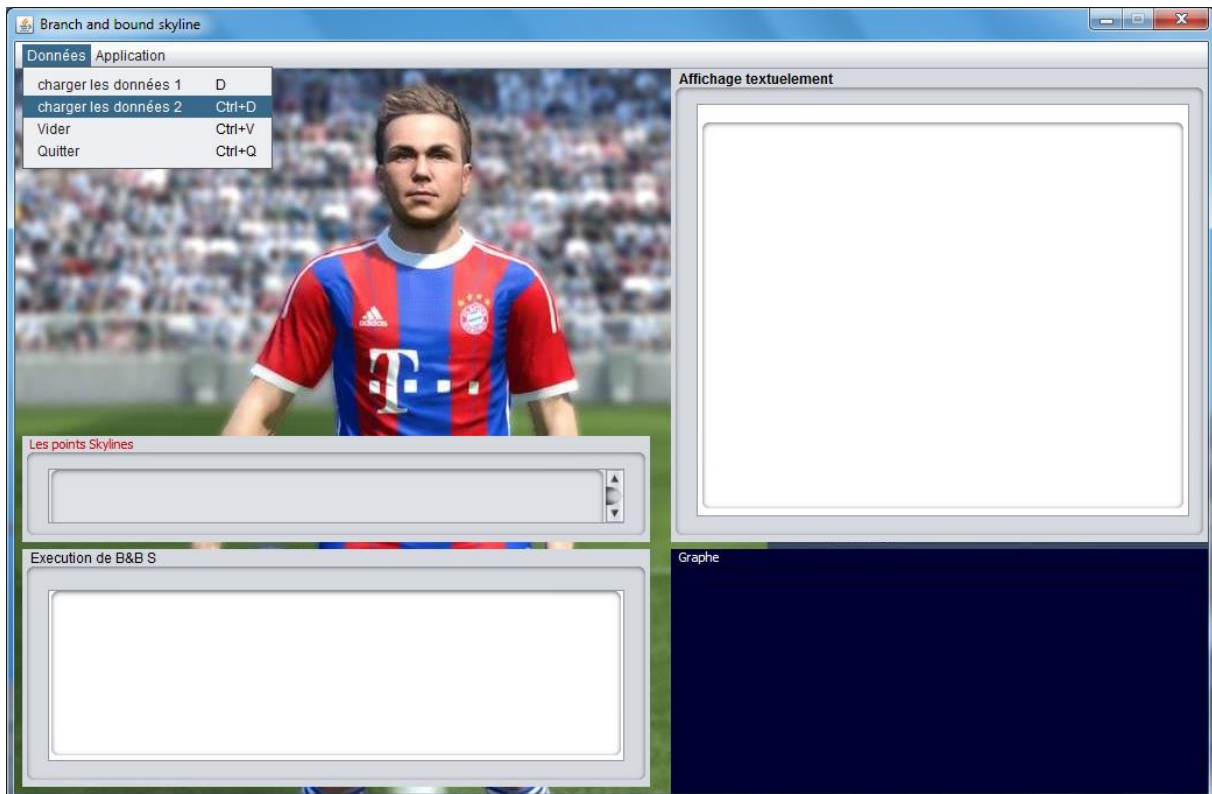 Branch and bound skyline
Données Application
charger les données 1 D
charger les données 2 Ctrl+D
Vider Ctrl+V
Quitter Ctrl+Q
Affichage textuelement
adidas
T
Les points Skylines
Execution de B&B S
Graphe